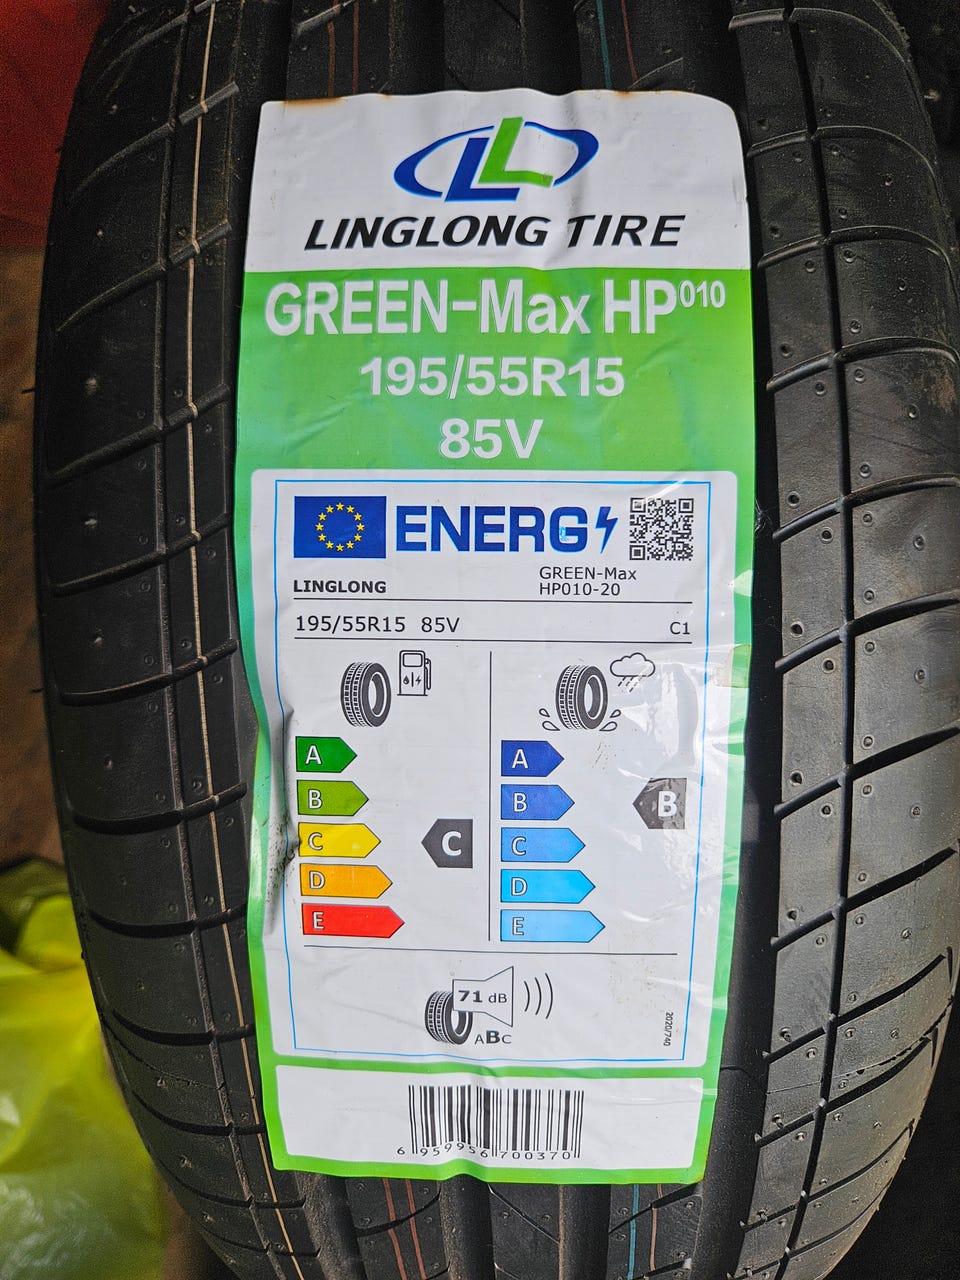 LL
LINGLONG TIRE
GREEN-Max HP010
195/55R15
85V
ENERG
LINGLONG
GREEN-Max
HP010-20
195/55R15 85V
C1
A
B
C
D
E
C
A
B
C
D
E
B
71 dB
ABC
2020/740
6 959956 700370